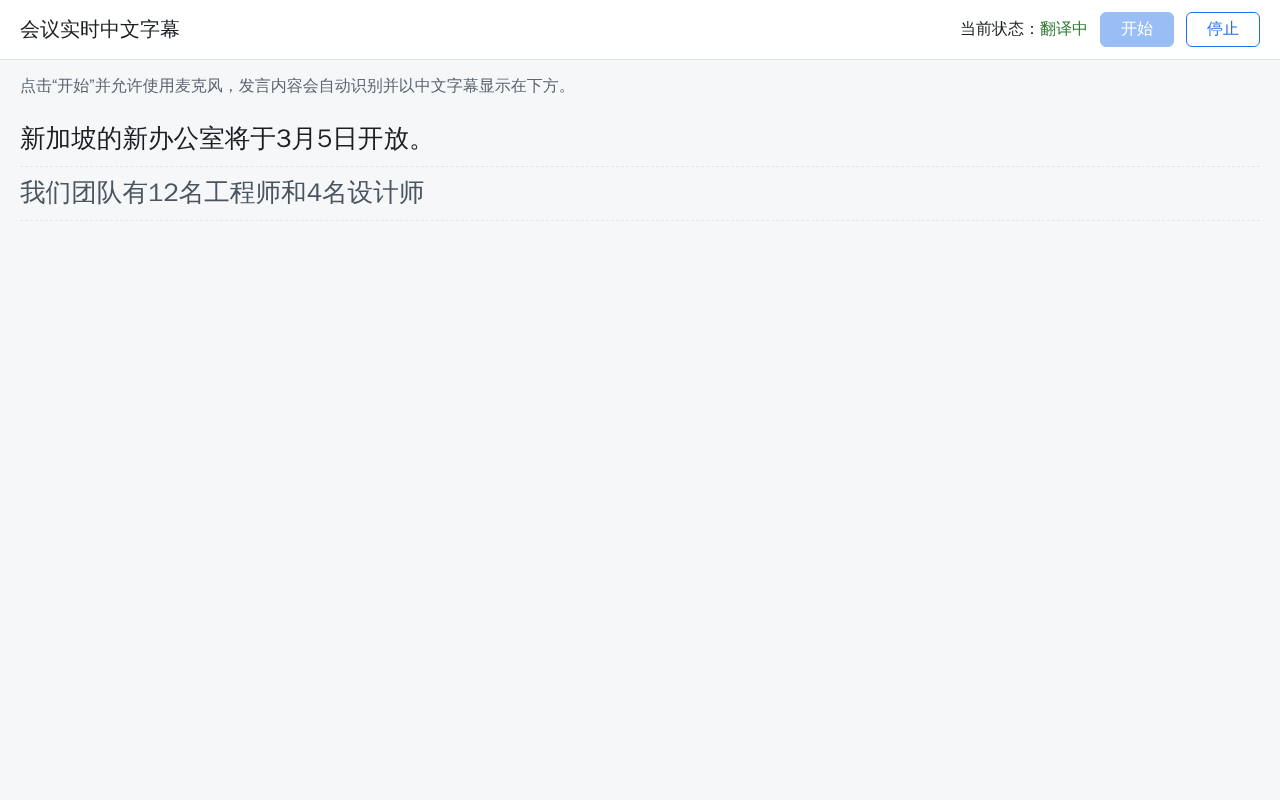 会议实时中文字幕
当前状态：翻译中
开始
停止
点击“开始”并允许使用麦克风，发言内容会自动识别并以中文字幕显示在下方。
新加坡的新办公室将于3月5日开放。
我们团队有12名工程师和4名设计师